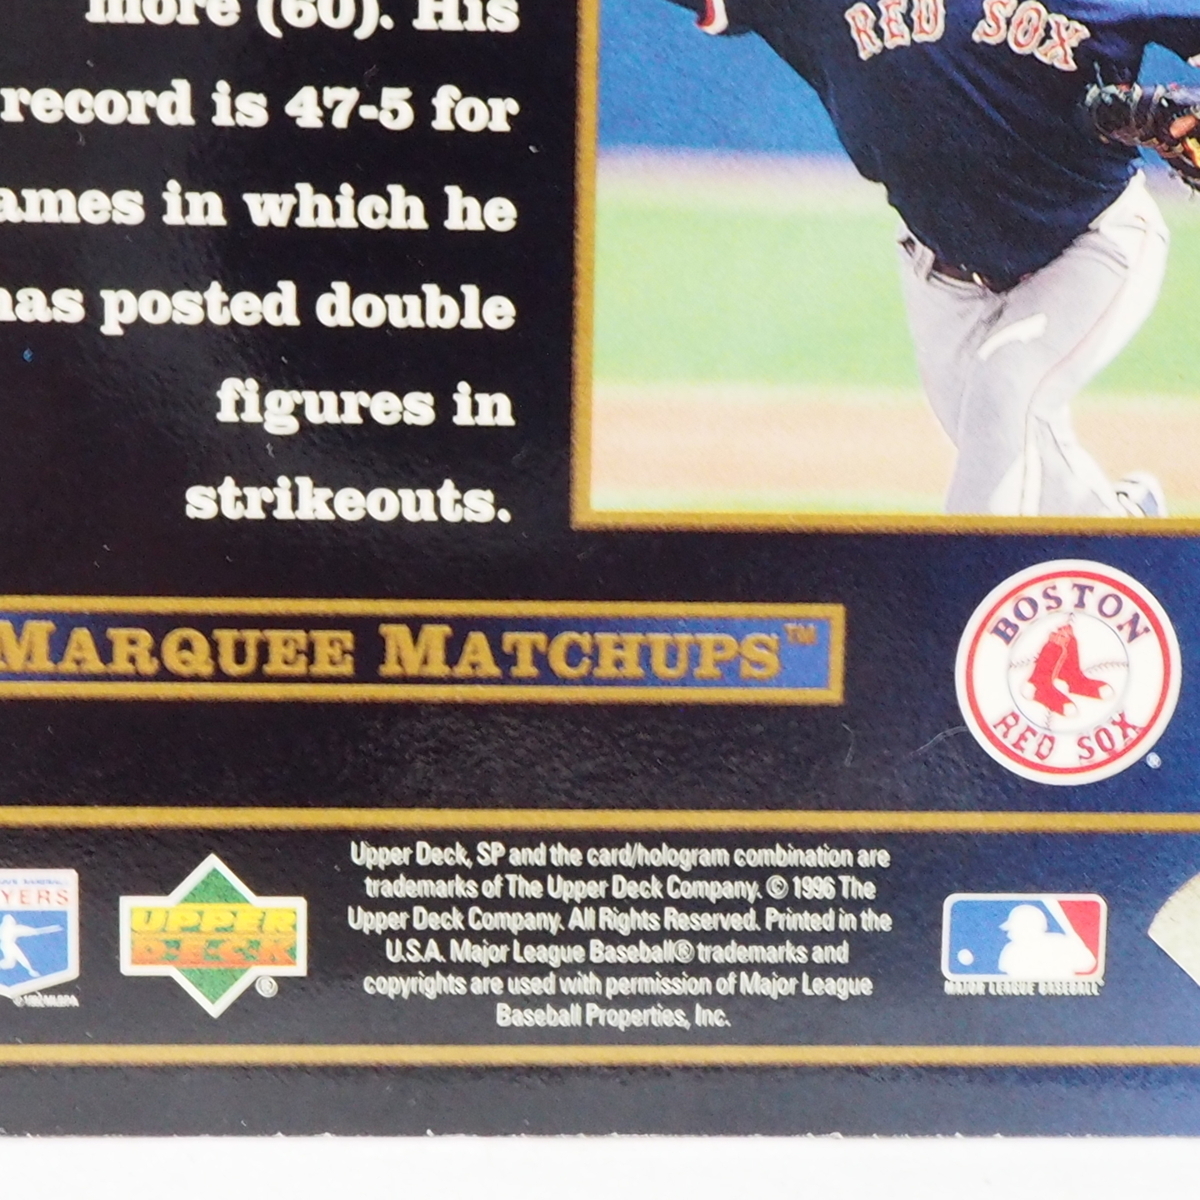 more (60). His
record is 47-5 for
ames in which he
has posted double
figures in
strikeouts.
RED SOX
MARQUEE MATCHUPS™
BOSTON
RED SOX
®
YERS
UPPER
DECK
®
Upper Deck, SP and the card/hologram combination are
trademarks of The Upper Deck Company. © 1996 The
Upper Deck Company. All Rights Reserved. Printed in the
U.S.A. Major League Baseball® trademarks and
copyrights are used with permission of Major League
Baseball Properties, Inc.
MAJOR LEAGUE BASEBALL